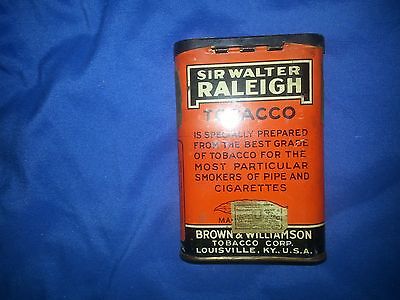 SIR WALTER
RALEIGH
TOBACCO
IS SPECIALLY PREPARED
FROM THE BEST GRADE
OF TOBACCO FOR THE
MOST PARTICULAR
SMOKERS OF PIPE AND
CIGARETTES
BROWN & WILLIAMSON
TOBACCO CORP.
LOUISVILLE, KY., U.S.A.